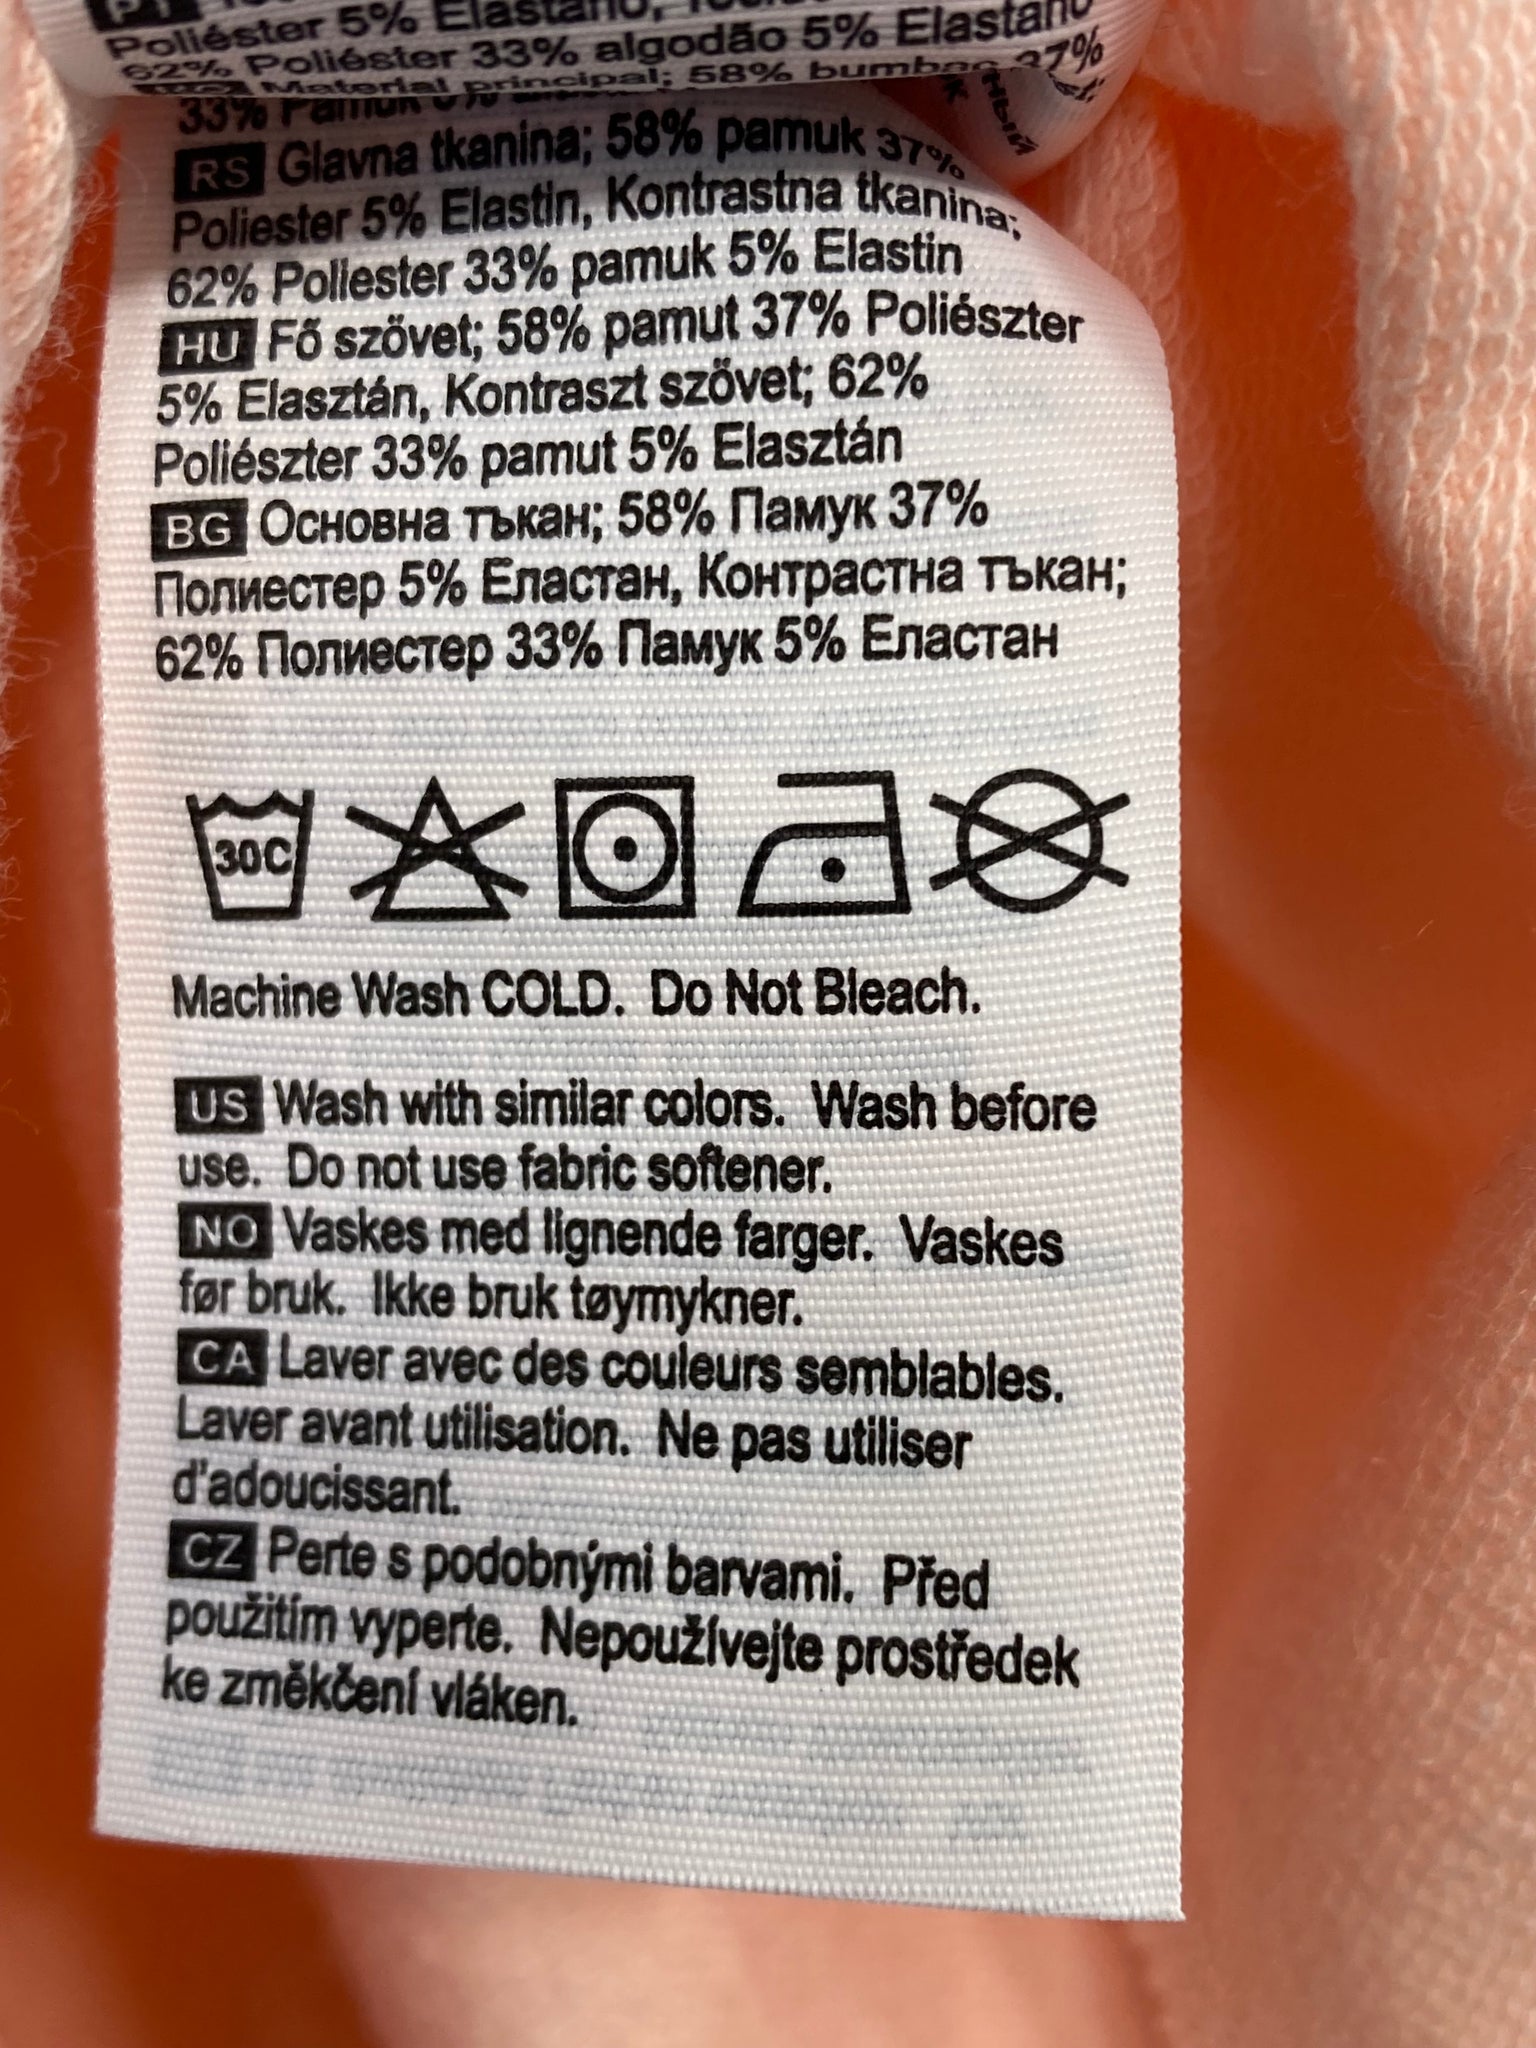 PT
Poliéster 5% Elastano,
62% Poliéster 33% algodão 5% Elastano
Material principal; 58% bumbac 37%
33% Pamuk
RS Glavna tkanina; 58% pamuk 37%
Poliester 5% Elastin, Kontrastna tkanina;
62% Poliester 33% pamuk 5% Elastin
HU Fő szövet; 58% pamut 37% Poliészter
5% Elasztán, Kontraszt szövet; 62%
Poliészter 33% pamut 5% Elasztán
BG Основна тъкан; 58% Памук 37%
Полиестер 5% Еластан, Контрастна тъкан;
62% Полиестер 33% Памук 5% Еластан
30C
Machine Wash COLD. Do Not Bleach.
US Wash with similar colors. Wash before
use. Do not use fabric softener.
NO Vaskes med lignende farger. Vaskes
før bruk. Ikke bruk tøymykner.
CA Laver avec des couleurs semblables.
Laver avant utilisation. Ne pas utiliser
d'adoucissant.
CZ Perte s podobnými barvami. Před
použitím vyperte. Nepoužívejte prostředek
ke změkčení vláken.